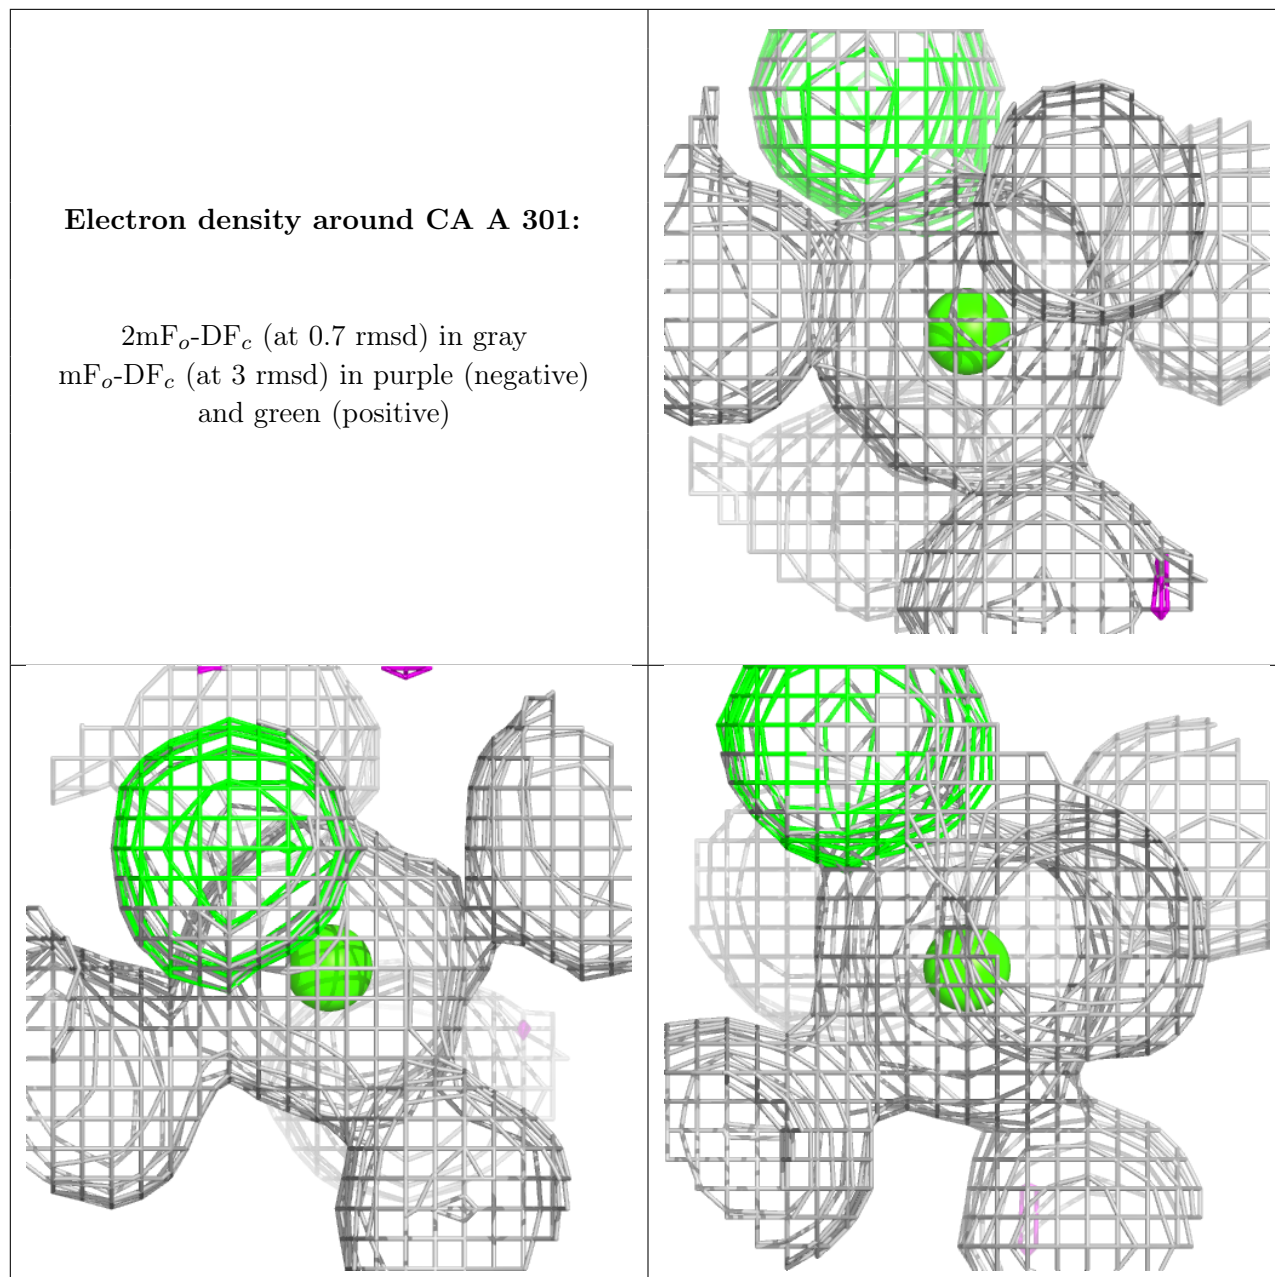 Electron density around CA A 301:
2mFo-DFc (at 0.7 rmsd) in gray
mFo-DFc (at 3 rmsd) in purple (negative)
and green (positive)